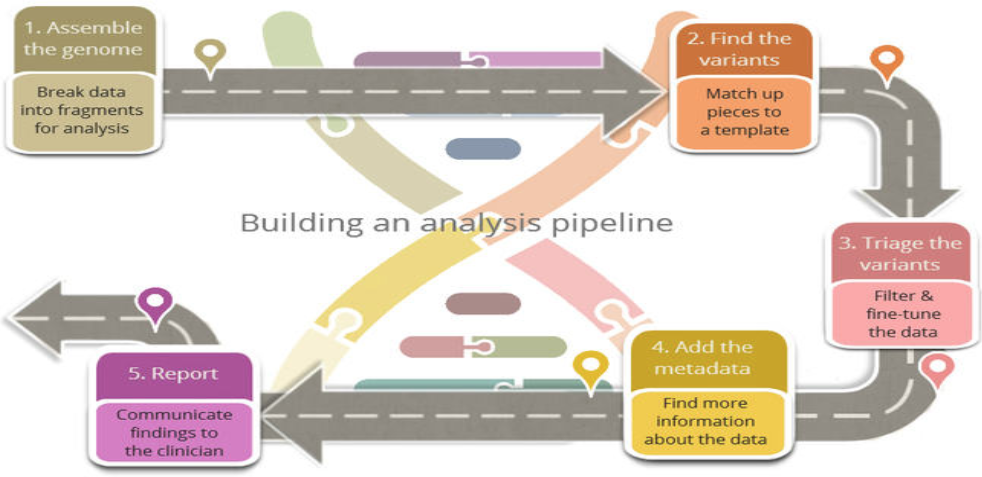 1. Assemble
the genome
Break data
into fragments
for analysis
2. Find the
variants
Match up
pieces to
a template
Building an analysis pipeline
3. Triage the
variants
Filter &
fine-tune
the data
4. Add the
metadata
Find more
information
about the data
5. Report
Communicate
findings to
the clinician